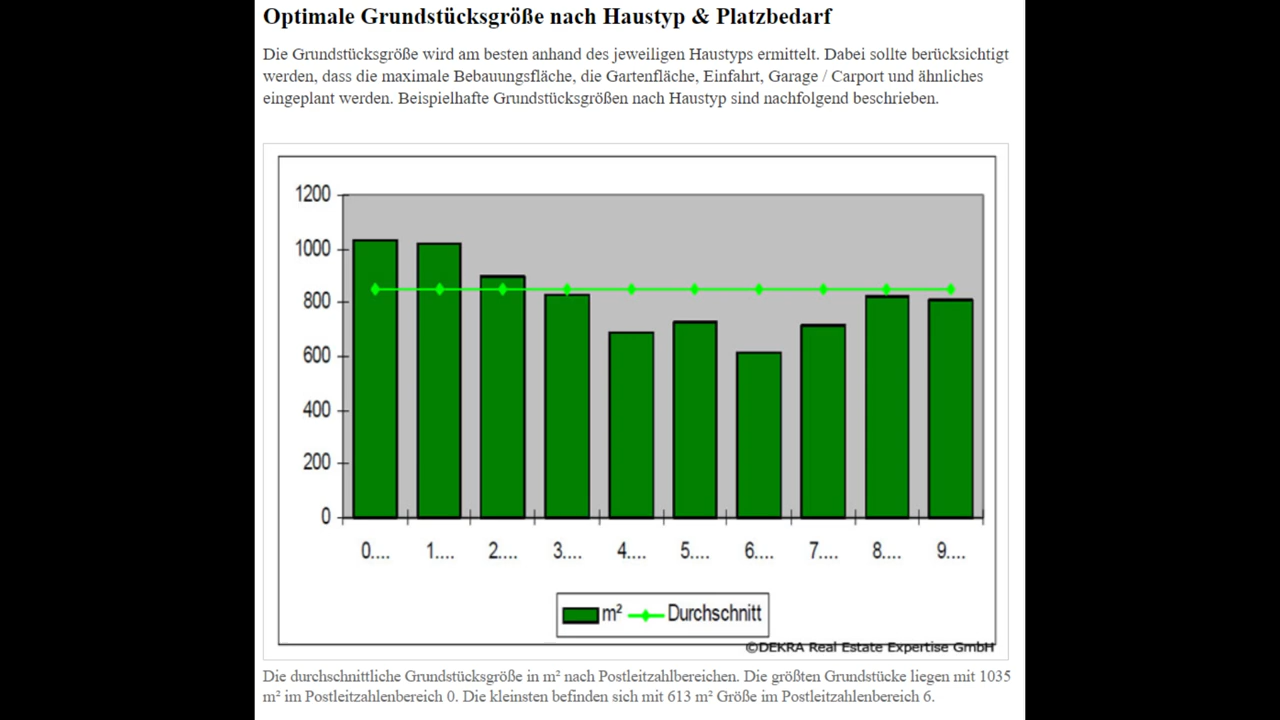 Optimale Grundstücksgröße nach Haustyp & Platzbedarf
Die Grundstücksgröße wird am besten anhand des jeweiligen Haustyps ermittelt. Dabei sollte berücksichtigt
werden, dass die maximale Bebauungsfläche, die Gartenfläche, Einfahrt, Garage / Carport und ähnliches
eingeplant werden. Beispielhafte Grundstücksgrößen nach Haustyp sind nachfolgend beschrieben.
1200
1000
800
600
400
200
0
0.... 1.... 2.... 3.... 4.... 5.... 6.... 7.... 8.... 9....
m² Durchschnitt
©DEKRA Real Estate Expertise GmbH
Die durchschnittliche Grundstücksgröße in m² nach Postleitzahlbereichen. Die größten Grundstücke liegen mit 1035
m² im Postleitzahlenbereich 0. Die kleinsten befinden sich mit 613 m² Größe im Postleitzahlenbereich 6.